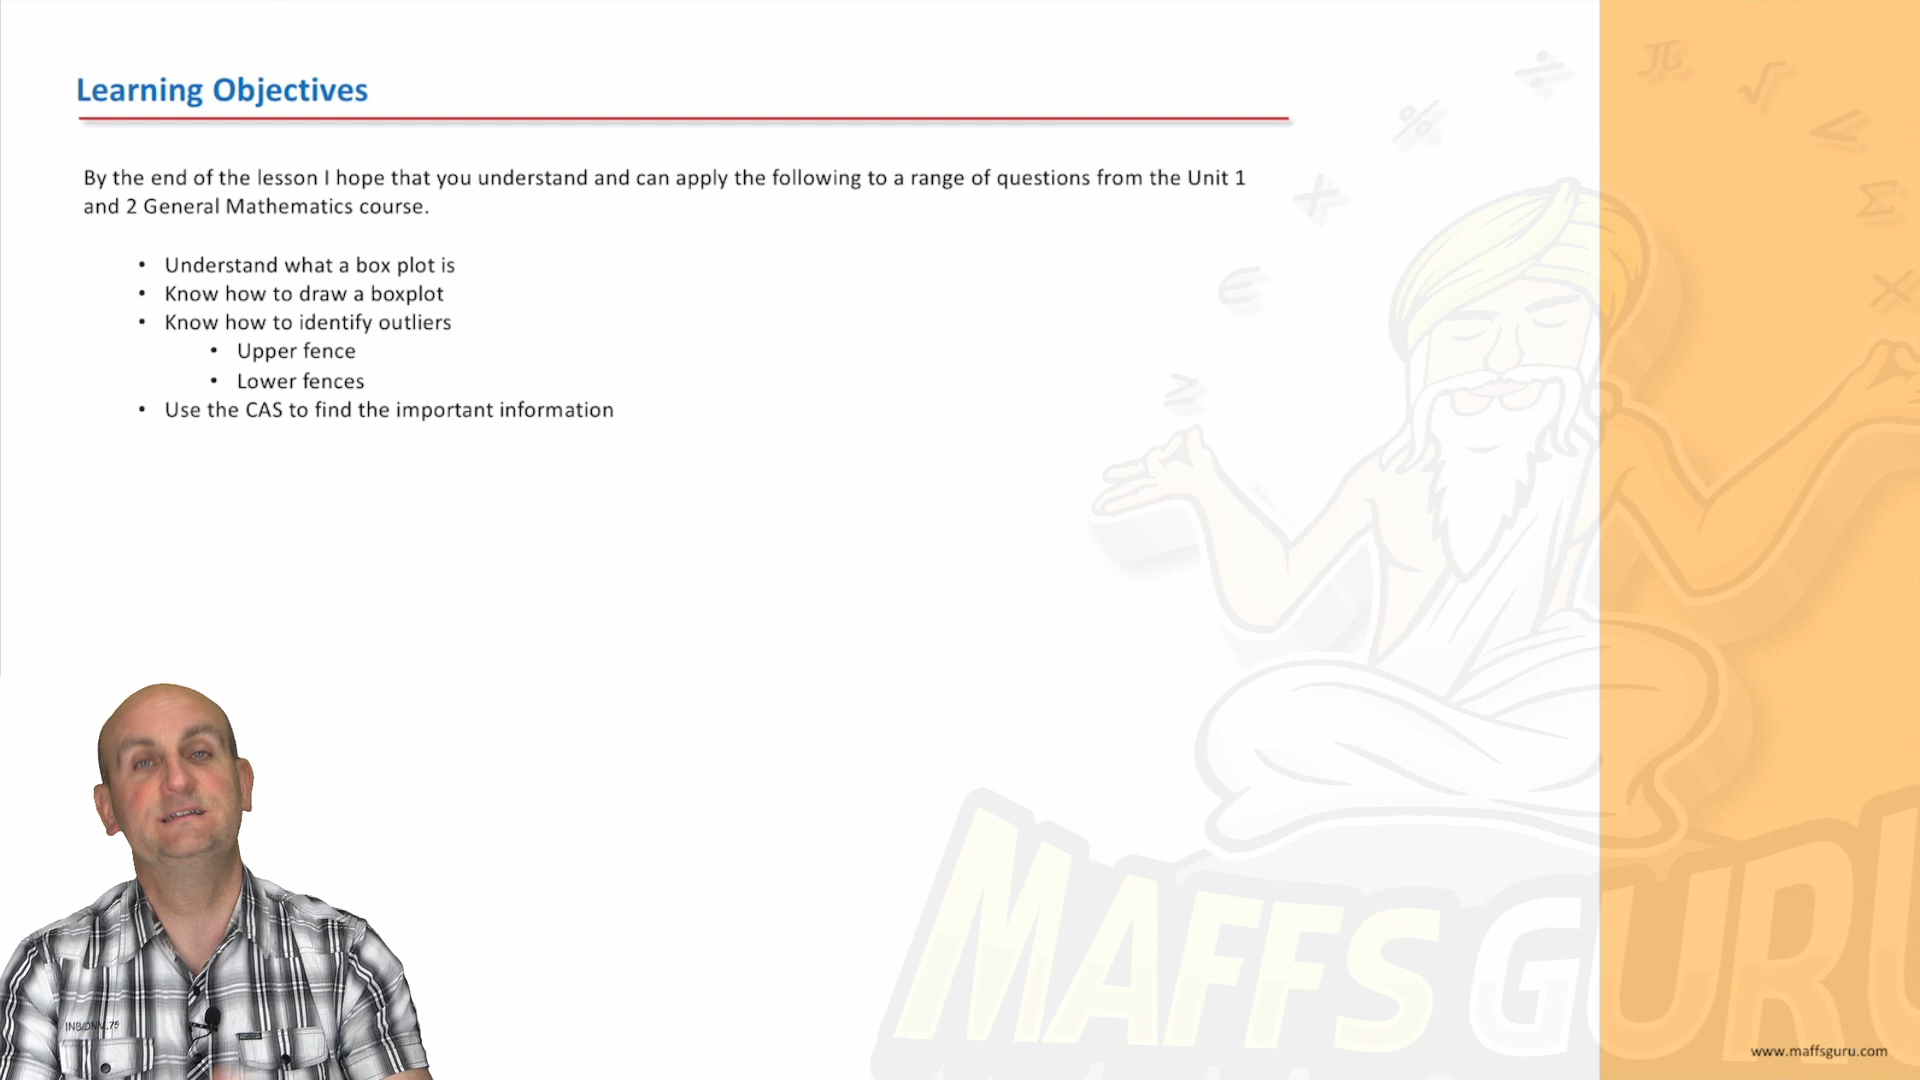 Learning Objectives
By the end of the lesson I hope that you understand and can apply the following to a range of questions from the Unit 1
and 2 General Mathematics course.
• Understand what a box plot is
• Know how to draw a boxplot
• Know how to identify outliers
• Upper fence
• Lower fences
• Use the CAS to find the important information
÷ π √ ≤
% 
× Σ
∈ ×
≥
MAFFS GURU
www.maffsguru.com